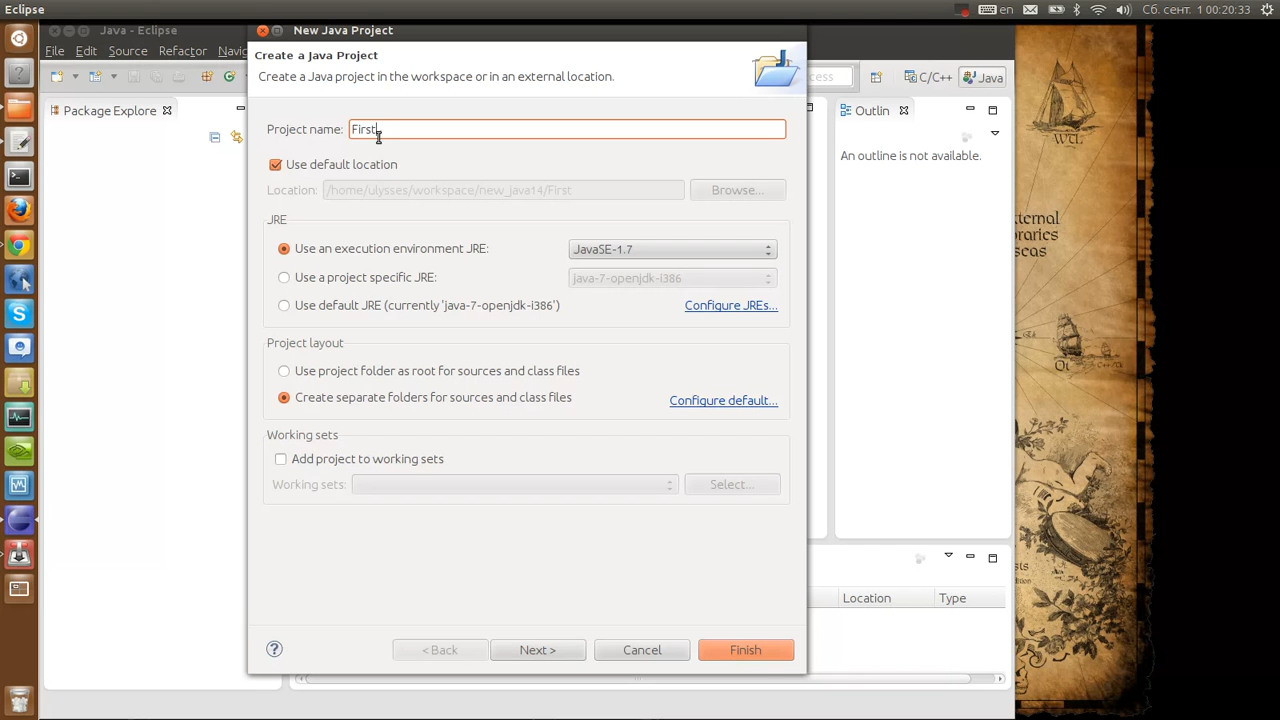 Eclipse
en
Сб. сент. 1 00:20:33
Java - Eclipse
New Java Project
File Edit Source Refactor Navig
Create a Java Project
Create a Java project in the workspace or in an external location.
cess
C/C++
Java
Package Explore
Outlin
An outline is not available.
Project name: First
Use default location
Location: /home/ulysses/workspace/new_java14/First Browse...
JRE
Use an execution environment JRE: JavaSE-1.7
Use a project specific JRE: java-7-openjdk-i386
Use default JRE (currently 'java-7-openjdk-i386') Configure JREs...
Project layout
Use project folder as root for sources and class files
Create separate folders for sources and class files Configure default...
Working sets
Add project to working sets
Working sets: Select...
Location Type
< Back Next > Cancel Finish
WTL
xternal
oraries
seas